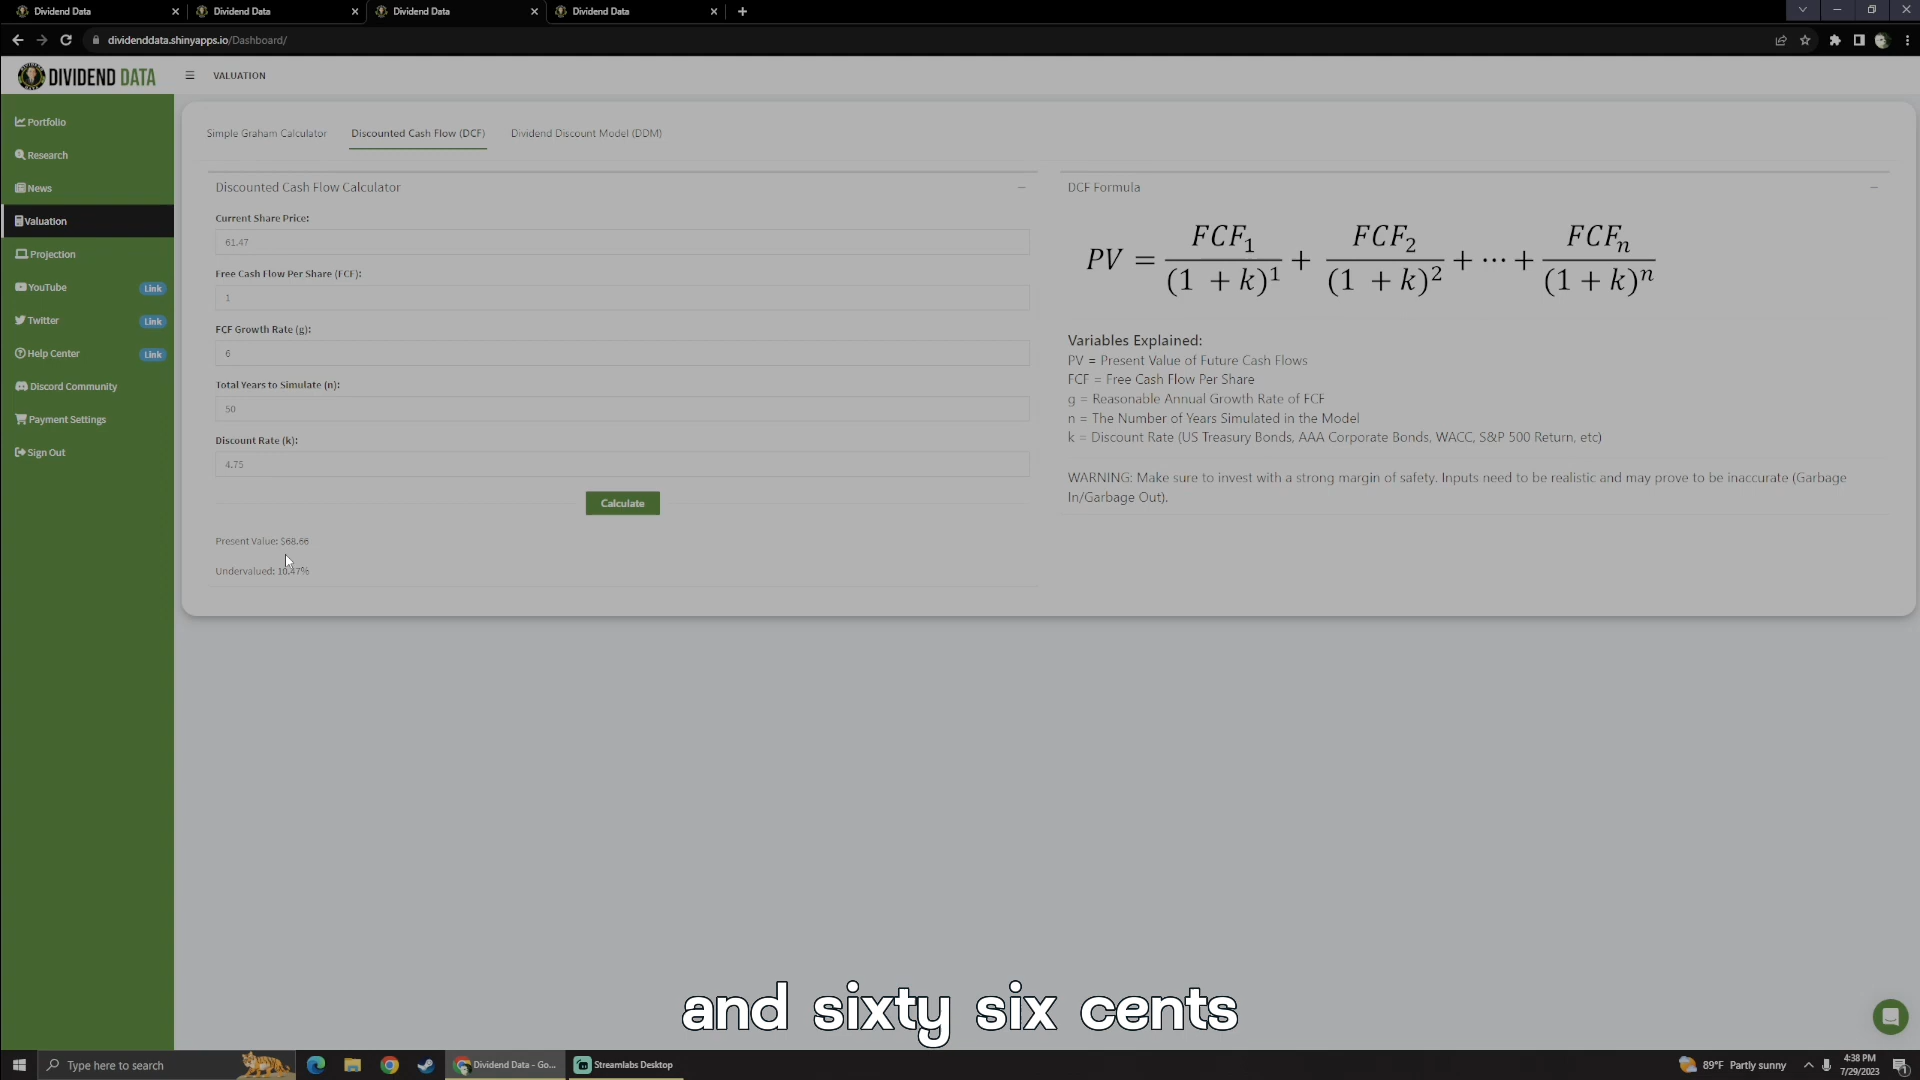 Dividend Data
Dividend Data
Dividend Data
Dividend Data
dividenddata.shinyapps.io/Dashboard/
DIVIDEND DATA
VALUATION
Portfolio
Research
News
Valuation
Projection
YouTube Link
Twitter Link
Help Center Link
Discord Community
Payment Settings
Sign Out
Simple Graham Calculator
Discounted Cash Flow (DCF)
Dividend Discount Model (DDM)
Discounted Cash Flow Calculator
Current Share Price:
61.47
Free Cash Flow Per Share (FCF):
1
FCF Growth Rate (g):
6
Total Years to Simulate (n):
50
Discount Rate (k):
4.75
Calculate
Present Value: $68.66
Undervalued: 10.47%
DCF Formula
PV = FCF₁/(1 + k)¹ + FCF₂/(1 + k)² + ··· + FCFₙ/(1 + k)ⁿ
Variables Explained:
PV = Present Value of Future Cash Flows
FCF = Free Cash Flow Per Share
g = Reasonable Annual Growth Rate of FCF
n = The Number of Years Simulated in the Model
k = Discount Rate (US Treasury Bonds, AAA Corporate Bonds, WACC, S&P 500 Return, etc)
WARNING: Make sure to invest with a strong margin of safety. Inputs need to be realistic and may prove to be inaccurate (Garbage
In/Garbage Out).
and sixty six cents
Type here to search
Dividend Data - Go...
Streamlabs Desktop
89°F Partly sunny
4:38 PM
7/29/2023